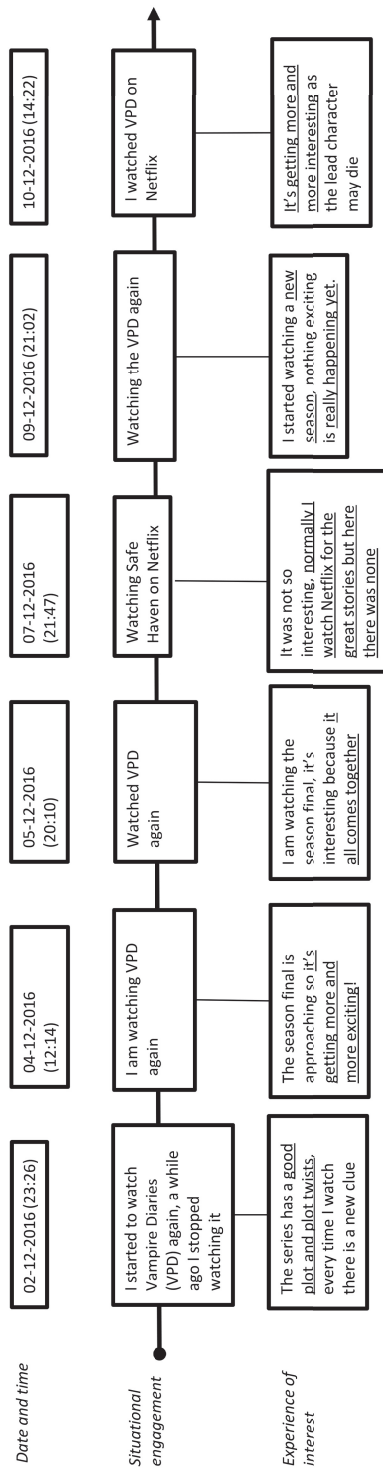 Date and time
02-12-2016 (23:26)
04-12-2016
(12:14)
05-12-2016
(20:10)
07-12-2016
(21:47)
09-12-2016 (21:02)
10-12-2016 (14:22)
Situational
engagement
I started to watch
Vampire Diaries
(VPD) again, a while
ago I stopped
watching it
I am watching VPD
again
Watched VPD
again
Watching Safe
Haven on Netflix
Watching the VPD again
I watched VPD on
Netflix
Experience of
interest
The series has a good
plot and plot twists,
every time I watch
there is a new clue
The season final is
approaching so it's
getting more and
more exciting!
I am watching the
season final, it's
interesting because it
all comes together
It was not so
interesting, normally I
watch Netflix for the
great stories but here
there was none
I started watching a new
season, nothing exciting
is really happening yet.
It's getting more and
more interesting as
the lead character
may die